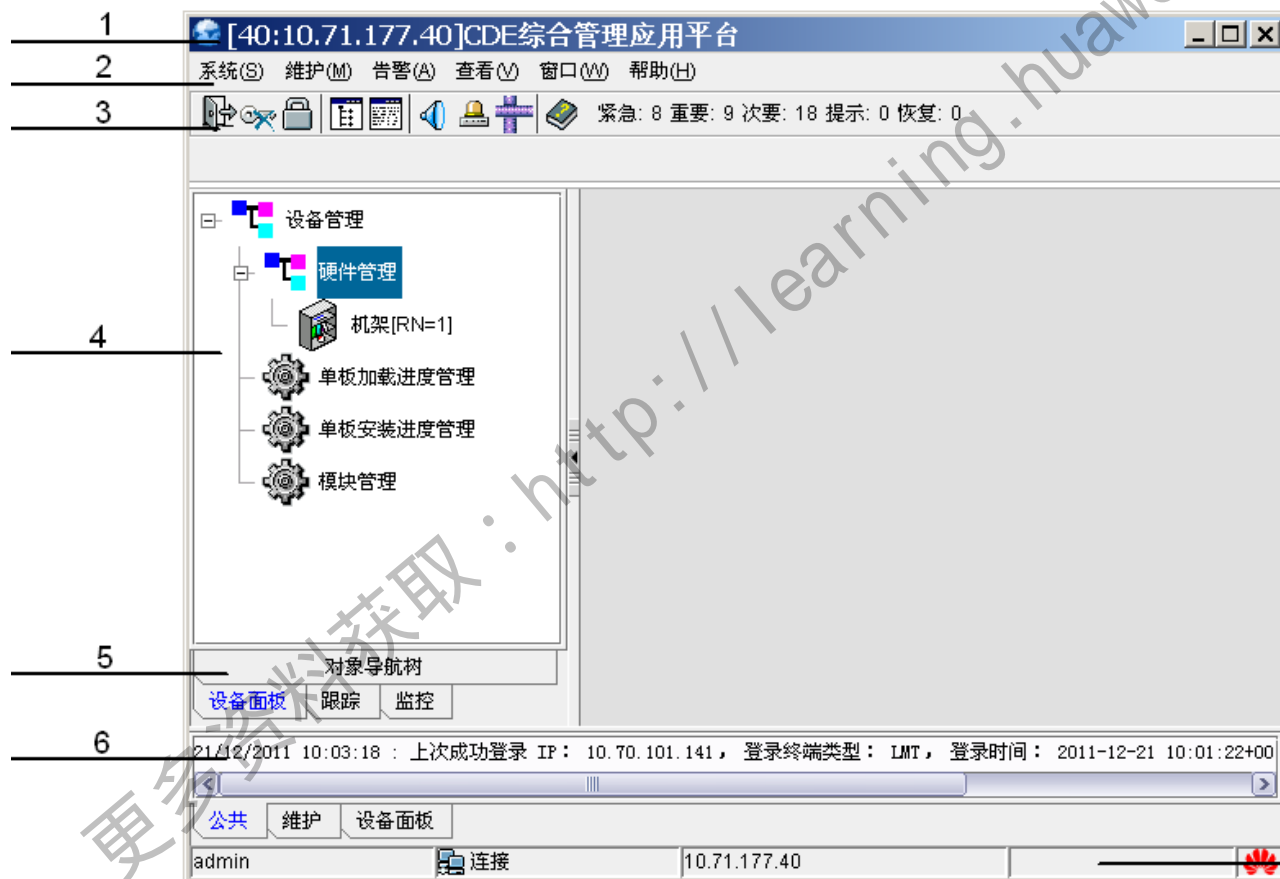 1
[40:10.71.177.40]CDE综合管理应用平台
2
系统(S) 维护(M) 告警(A) 查看(V) 窗口(W) 帮助(H)
3
紧急: 8 重要: 9 次要: 18 提示: 0 恢复: 0
设备管理
硬件管理
机架[RN=1]
4
单板加载进度管理
单板安装进度管理
模块管理
5
对象导航树
设备面板 跟踪 监控
6
21/12/2011 10:03:18 : 上次成功登录 IP: 10.70.101.141, 登录终端类型: LMT, 登录时间: 2011-12-21 10:01:22+00
公共 维护 设备面板
admin 连接 10.71.177.40
更多资料获取:http://learning.huawe